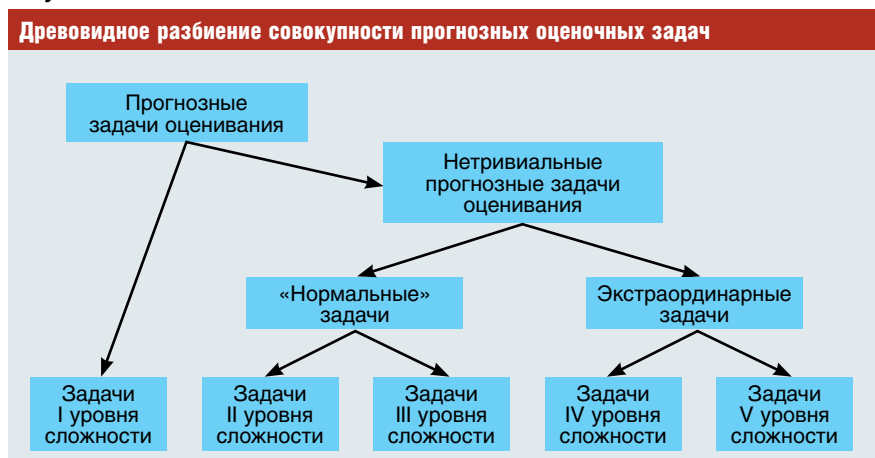 Древовидное разбиение совокупности прогнозных оценочных задач
Прогнозные
задачи оценивания
Нетривиальные
прогнозные задачи
оценивания
«Нормальные»
задачи
Экстраординарные
задачи
Задачи
I уровня
сложности
Задачи
II уровня
сложности
Задачи
III уровня
сложности
Задачи
IV уровня
сложности
Задачи
V уровня
сложности